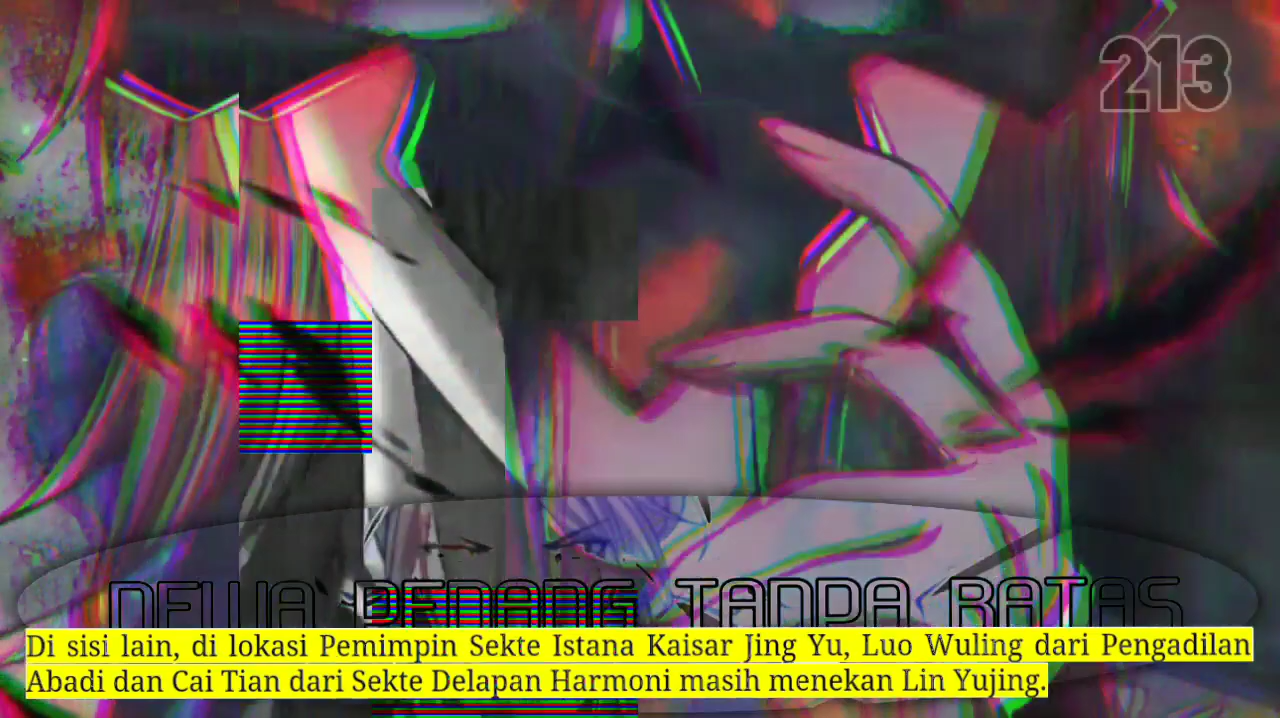 213
DEWA PEDANG TANPA BATAS
Di sisi lain, di lokasi Pemimpin Sekte Istana Kaisar Jing Yu, Luo Wuling dari Pengadilan
Abadi dan Cai Tian dari Sekte Delapan Harmoni masih menekan Lin Yujing.